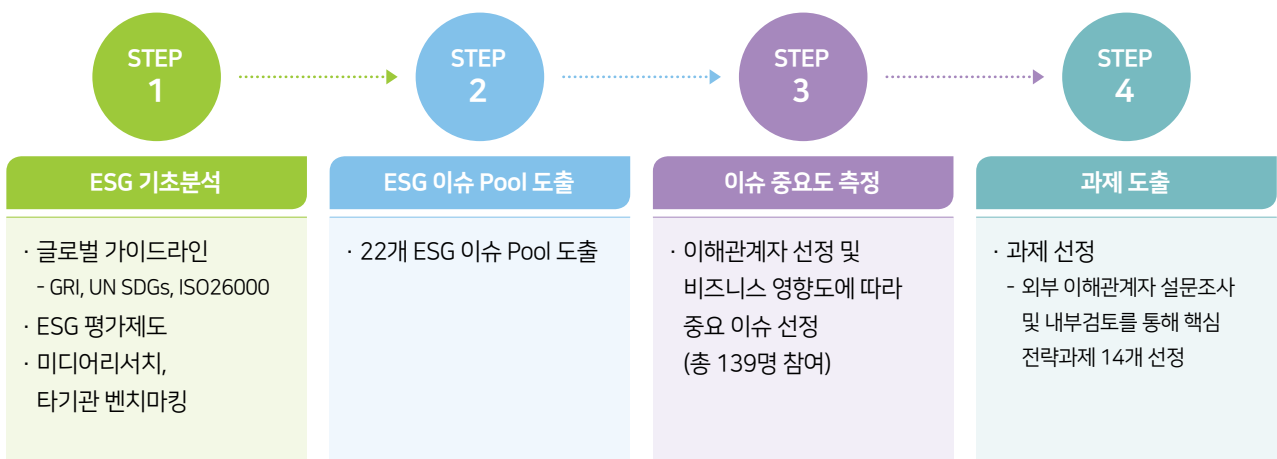 STEP
1
STEP
2
STEP
3
STEP
4
ESG 기초분석
· 글로벌 가이드라인
- GRI, UN SDGs, ISO26000
· ESG 평가제도
· 미디어리서치,
타기관 벤치마킹
ESG 이슈 Pool 도출
· 22개 ESG 이슈 Pool 도출
이슈 중요도 측정
· 이해관계자 선정 및
비즈니스 영향도에 따라
중요 이슈 선정
(총 139명 참여)
과제 도출
· 과제 선정
- 외부 이해관계자 설문조사
및 내부검토를 통해 핵심
전략과제 14개 선정